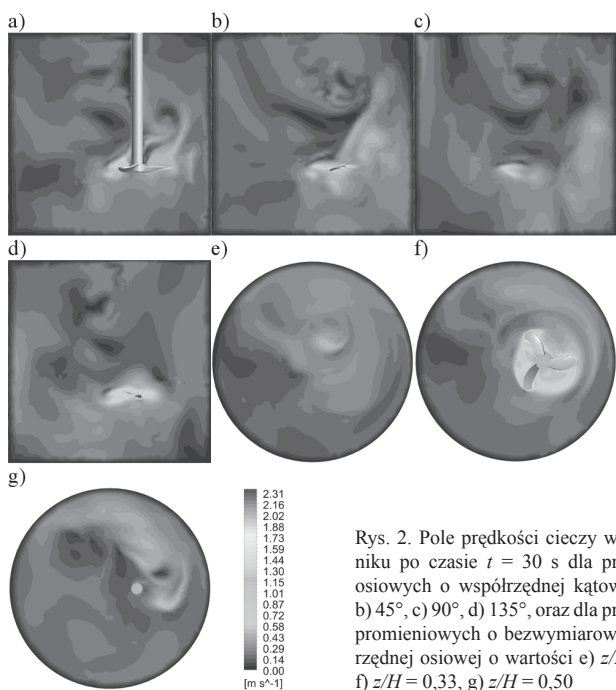 a)
b)
c)
d)
e)
f)
g)
2.31
2.16
2.02
1.88
1.73
1.59
1.44
1.30
1.15
1.01
0.87
0.72
0.58
0.43
0.29
0.14
0.00
[m s^-1]
Rys. 2. Pole prędkości cieczy w
niku po czasie t = 30 s dla pr
osiowych o współrzędnej kątow
b) 45°, c) 90°, d) 135°, oraz dla pr
promieniowych o bezwymiarow
rzędnej osiowej o wartości e) z/
f) z/H = 0,33, g) z/H = 0,50